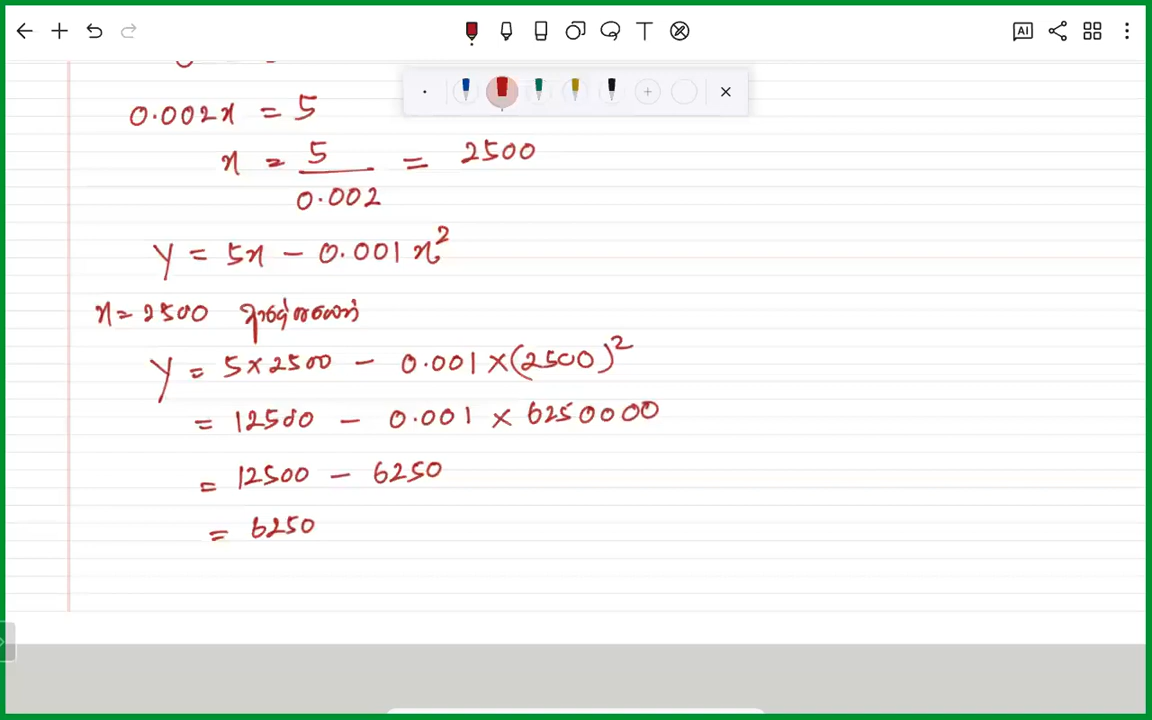 AI
T
0.002x = 5
x = 5/0.002 = 2500
y = 5x - 0.001x²
x = 2500
y = 5×2500 - 0.001×(2500)²
= 12500 - 0.001 × 6250000
= 12500 - 6250
= 6250